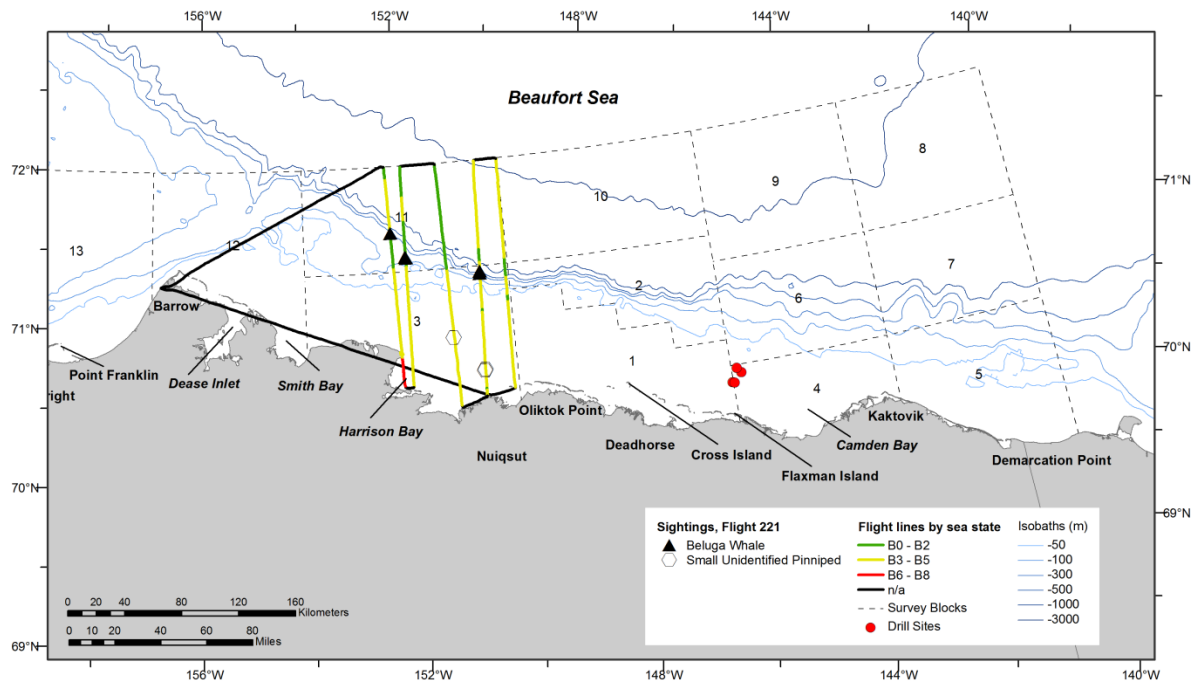 156°W 152°W 148°W 144°W 140°W
Beaufort Sea
72°N
71°N
8
9
10
11
12
13
7
6
2
3
1
4
5
Barrow
71°N
70°N
Point Franklin
Dease Inlet
Smith Bay
right
Harrison Bay
Oliktok Point
Nuiqsut
Deadhorse
Cross Island
Flaxman Island
Kaktovik
Camden Bay
Demarcation Point
70°N
69°N
Sightings, Flight 221
Beluga Whale
Small Unidentified Pinniped
Flight lines by sea state
B0 - B2
B3 - B5
B6 - B8
n/a
Survey Blocks
Drill Sites
Isobaths (m)
-50
-100
-300
-500
-1000
-3000
0 20 40 80 120 160
Kilometers
0 10 20 40 60 80
Miles
69°N
156°W 152°W 148°W 144°W 140°W